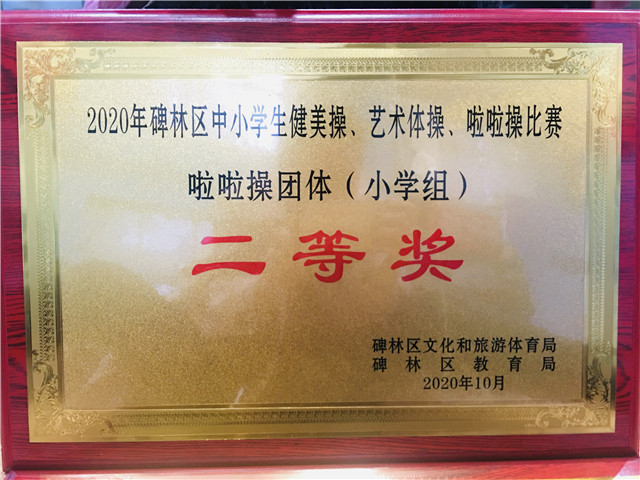 2020年碑林区中小学生健美操、艺术体操、啦啦操比赛
啦啦操团体（小学组）
二等奖
碑林区文化和旅游体育局
碑林区教育局
2020年10月